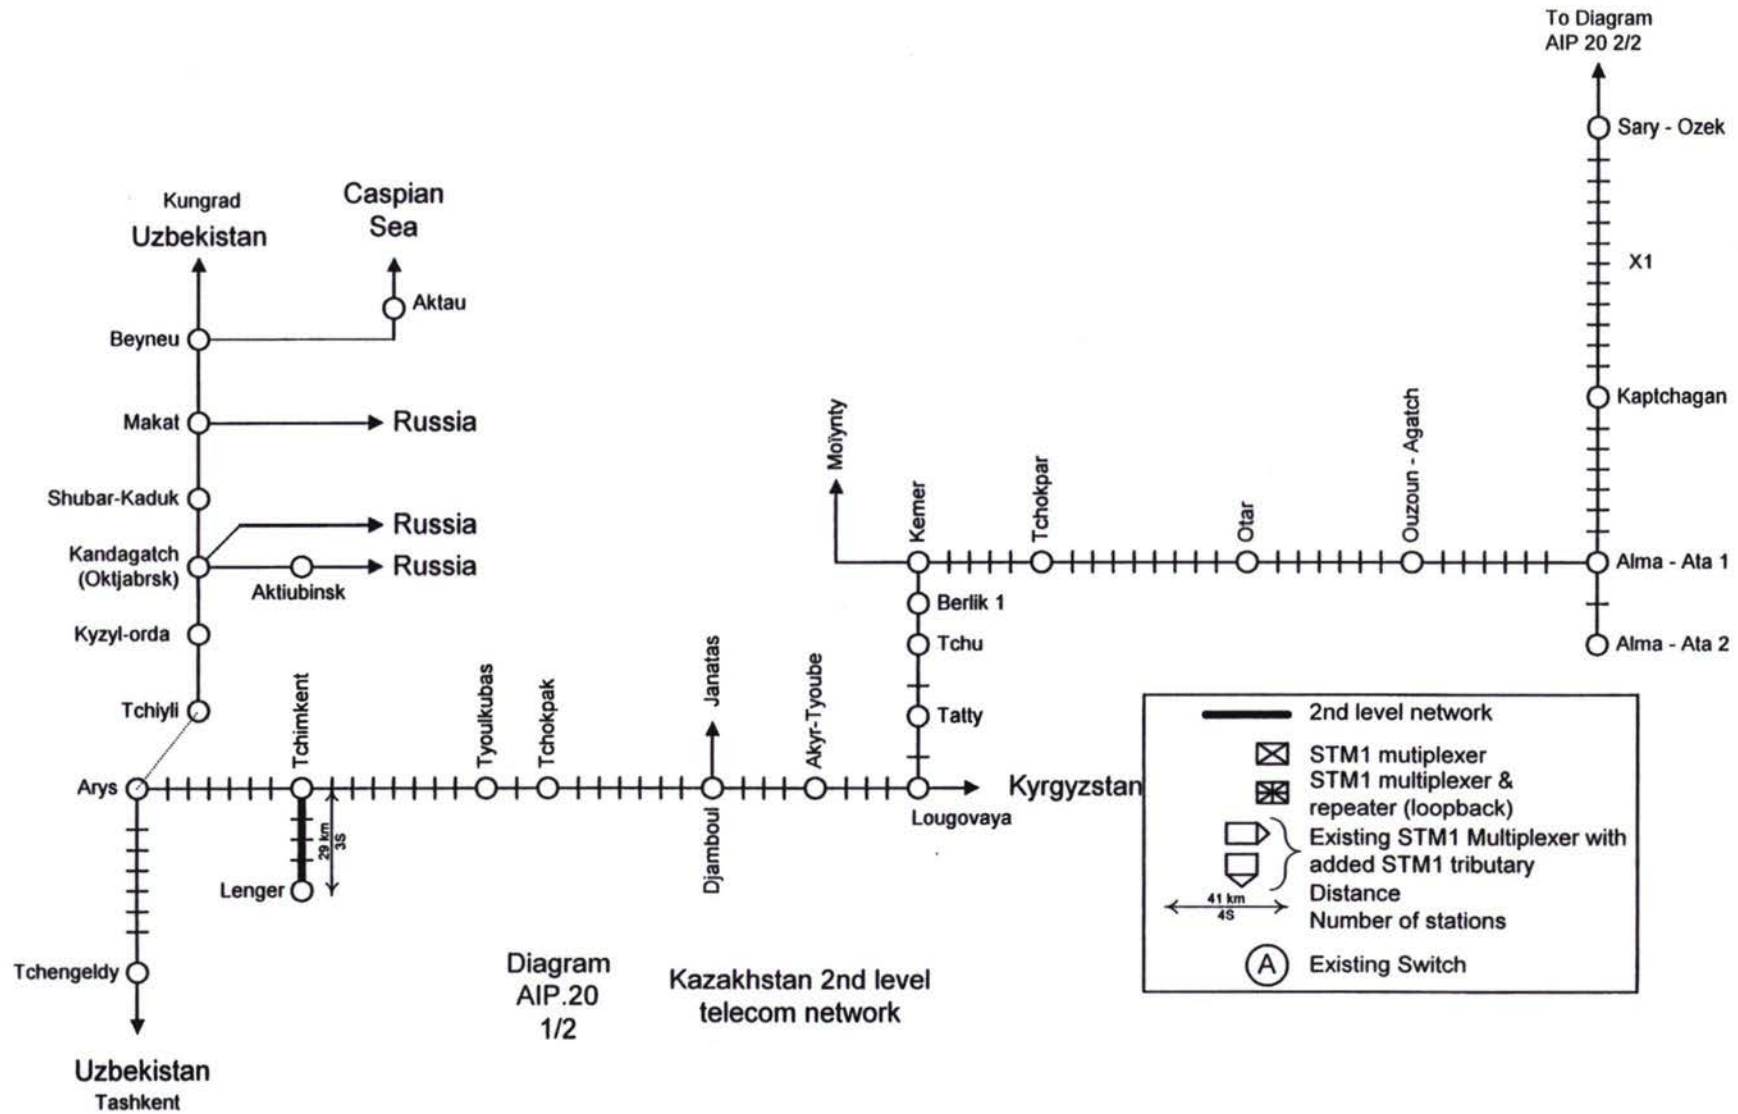 To Diagram
AIP 20 2/2
Sary - Ozek
X1
Kaptchagan
Alma - Ata 1
Alma - Ata 2
Kungrad
Uzbekistan
Caspian
Sea
Aktau
Beyneu
Makat
Russia
Shubar-Kaduk
Russia
Kandagatch
(Oktjabrsk)
Russia
Aktiubinsk
Kyzyl-orda
Tchiyli
Moïynty
Kemer
Tchokpar
Otar
Ouzoun - Agatch
Berlik 1
Tchu
Tatty
Arys
Tchimkent
Tyoulkubas
Tchokpak
Janatas
Djamboul
Akyr-Tyoube
Lougovaya
Kyrgyzstan
29 km
3S
Lenger
Tchengeldy
Uzbekistan
Tashkent
Diagram
AIP.20
1/2
Kazakhstan 2nd level
telecom network
2nd level network
STM1 mutiplexer
STM1 multiplexer &
repeater (loopback)
Existing STM1 Multiplexer with
added STM1 tributary
41 km
4S
Distance
Number of stations
A
Existing Switch